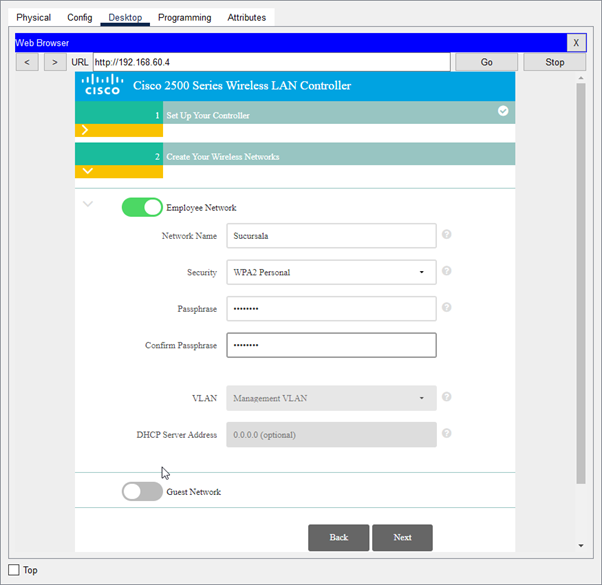 Physical Config Desktop Programming Attributes
Web Browser X
< > URL http://192.168.60.4 Go Stop
CISCO Cisco 2500 Series Wireless LAN Controller
1 Set Up Your Controller
2 Create Your Wireless Networks
Employee Network
Network Name Sucursala ?
Security WPA2 Personal ?
Passphrase •••••••• ?
Confirm Passphrase ••••••••
VLAN Management VLAN ?
DHCP Server Address 0.0.0.0 (optional) ?
Guest Network
Back Next
Top